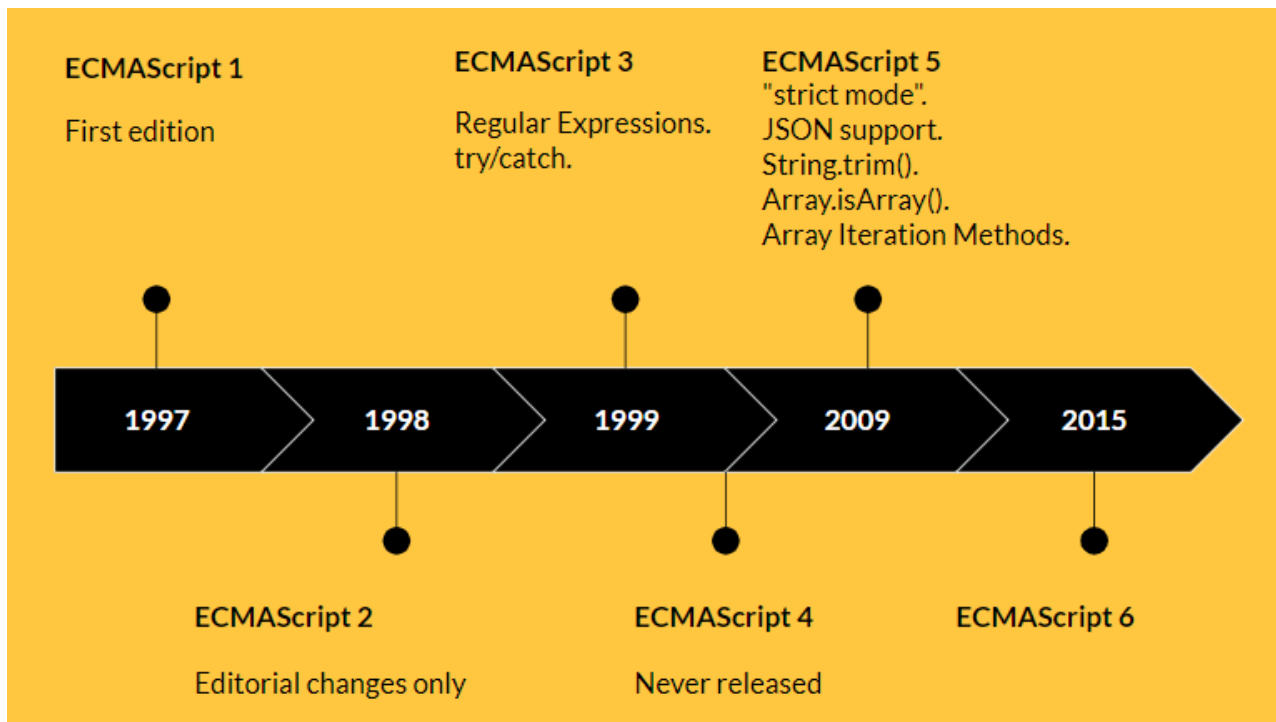 ECMAScript 1
First edition
ECMAScript 3
Regular Expressions.
try/catch.
ECMAScript 5
"strict mode".
JSON support.
String.trim().
Array.isArray().
Array Iteration Methods.
1997
1998
1999
2009
2015
ECMAScript 2
Editorial changes only
ECMAScript 4
Never released
ECMAScript 6